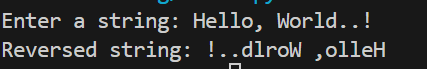 Enter a string: Hello, World..!
Reversed string: !..dlroW ,olleH